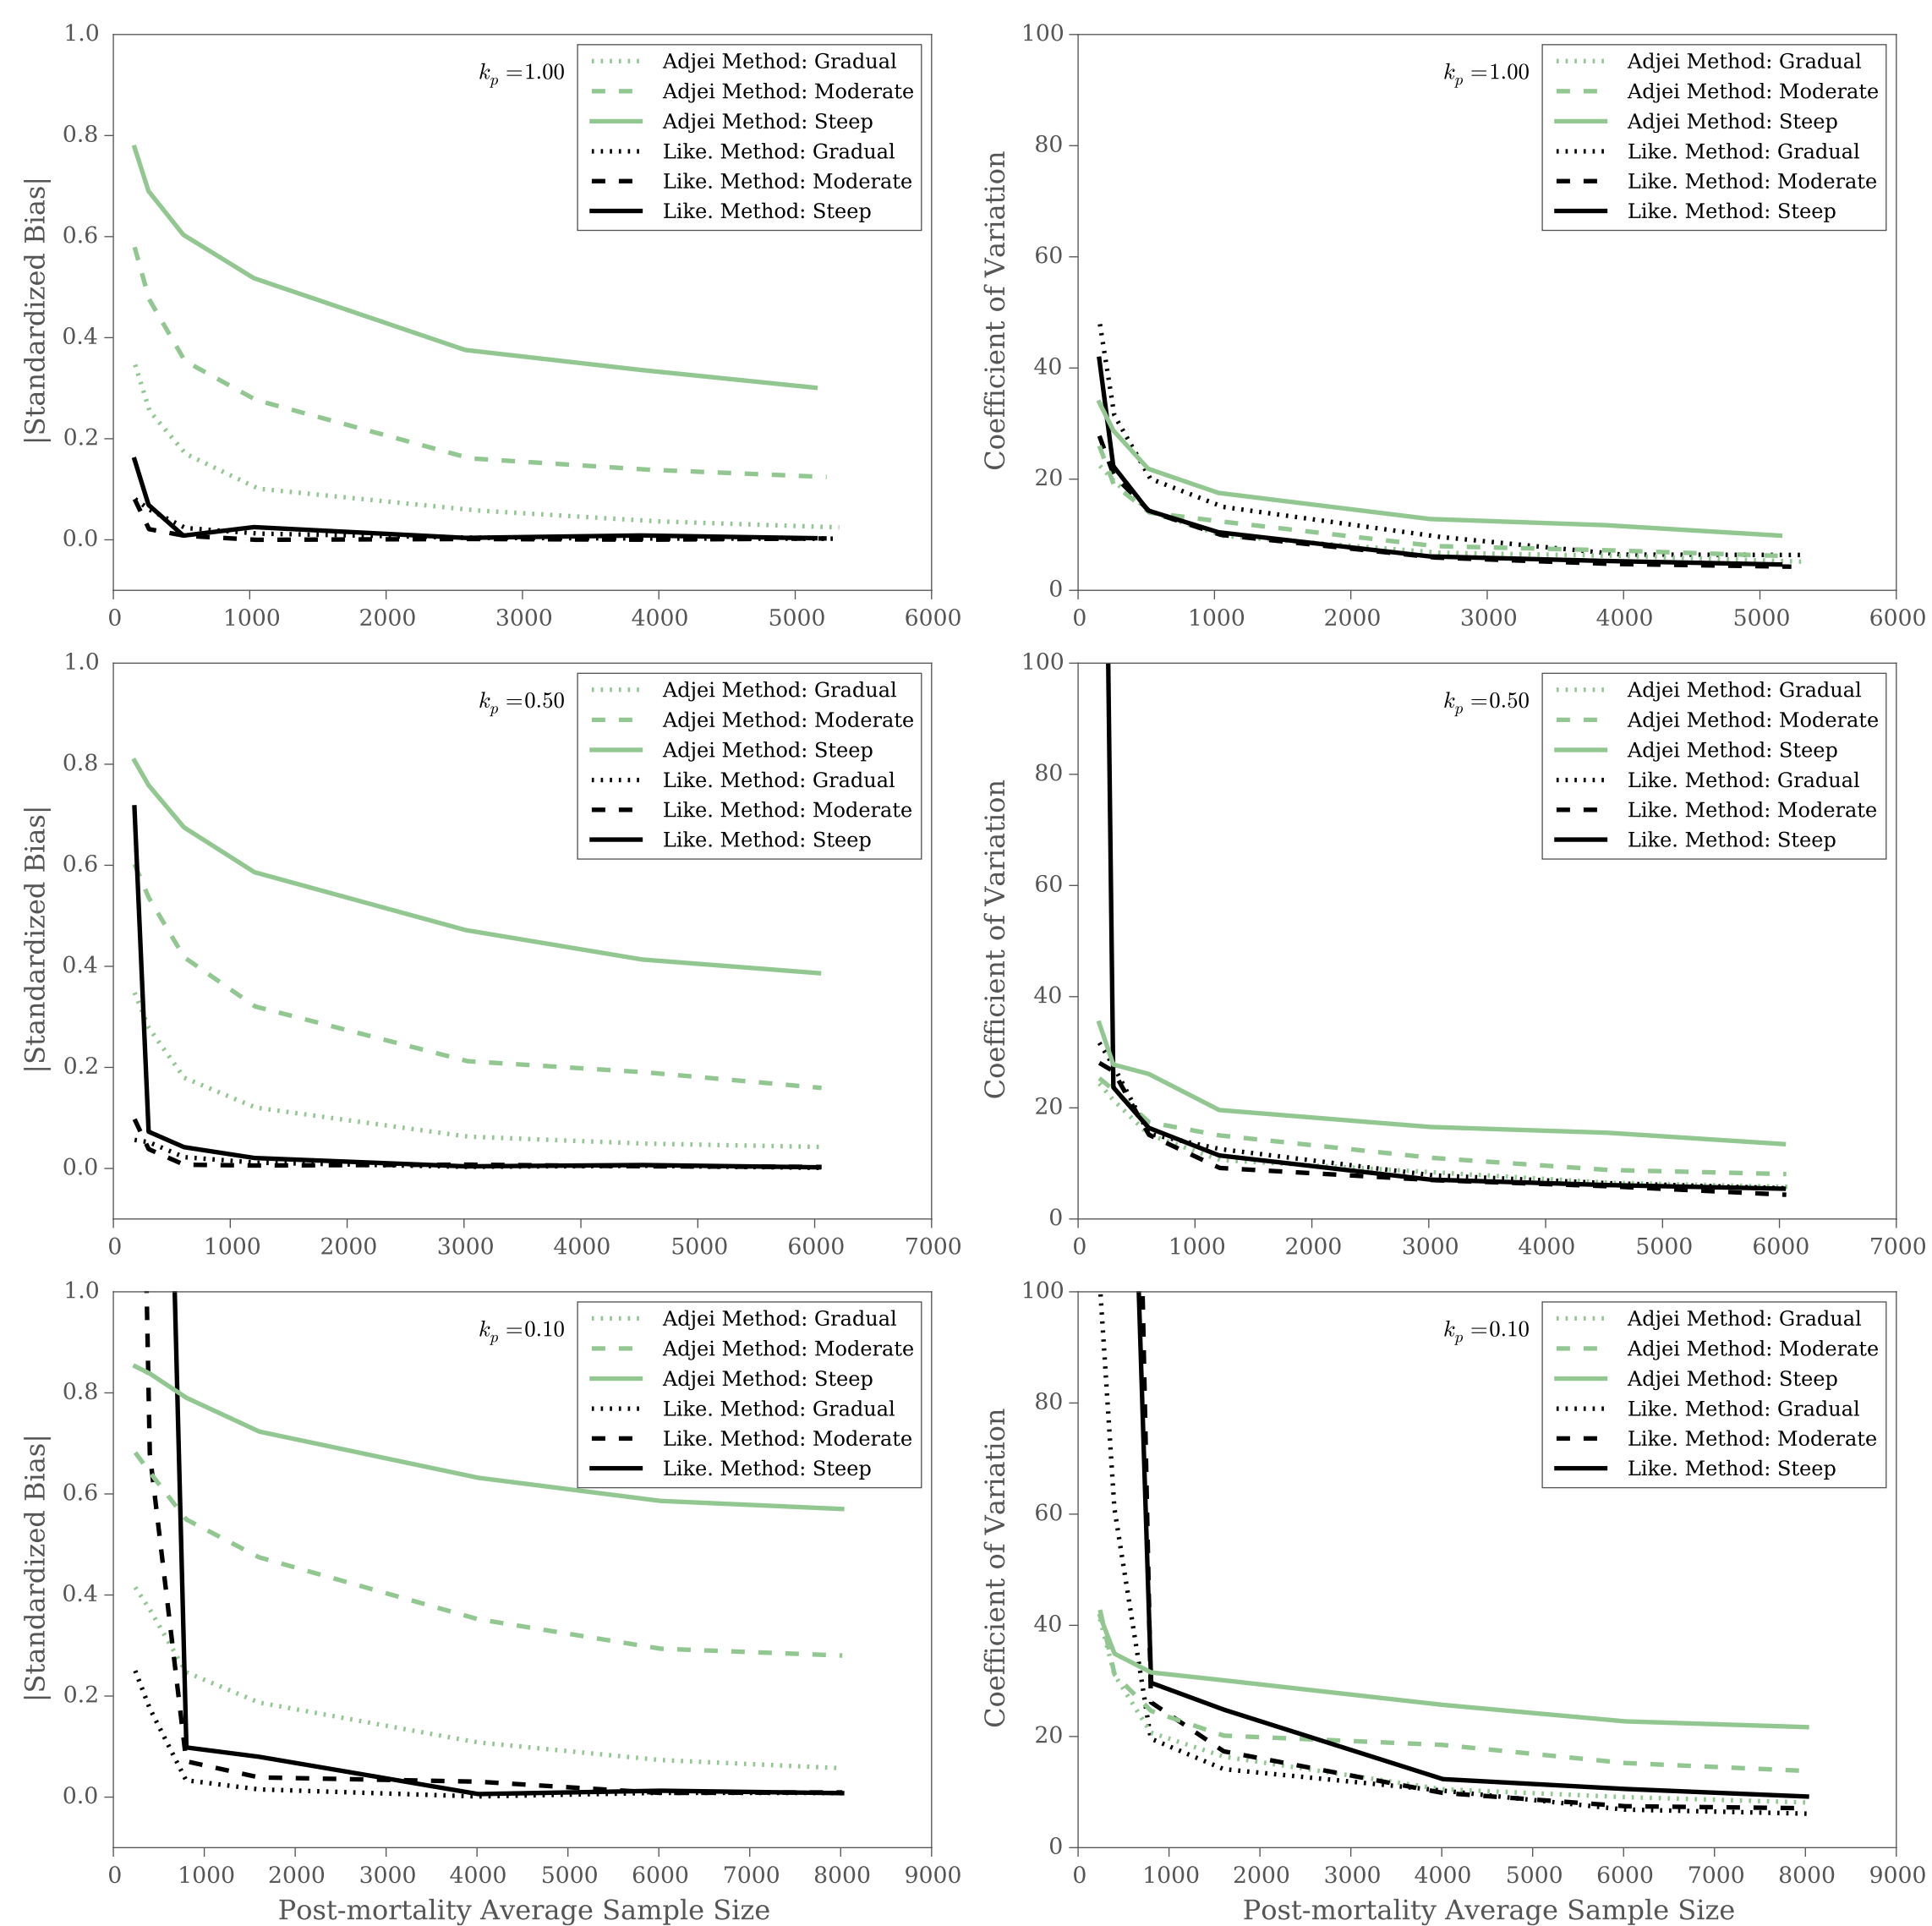 |Standardized Bias|
1.0
0.8
0.6
0.4
0.2
0.0
k_p = 1.00
Adjei Method: Gradual
Adjei Method: Moderate
Adjei Method: Steep
Like. Method: Gradual
Like. Method: Moderate
Like. Method: Steep
0 1000 2000 3000 4000 5000 6000
Coefficient of Variation
100
80
60
40
20
0
k_p = 1.00
Adjei Method: Gradual
Adjei Method: Moderate
Adjei Method: Steep
Like. Method: Gradual
Like. Method: Moderate
Like. Method: Steep
0 1000 2000 3000 4000 5000 6000
|Standardized Bias|
1.0
0.8
0.6
0.4
0.2
0.0
k_p = 0.50
Adjei Method: Gradual
Adjei Method: Moderate
Adjei Method: Steep
Like. Method: Gradual
Like. Method: Moderate
Like. Method: Steep
0 1000 2000 3000 4000 5000 6000 7000
Coefficient of Variation
100
80
60
40
20
0
k_p = 0.50
Adjei Method: Gradual
Adjei Method: Moderate
Adjei Method: Steep
Like. Method: Gradual
Like. Method: Moderate
Like. Method: Steep
0 1000 2000 3000 4000 5000 6000 7000
|Standardized Bias|
1.0
0.8
0.6
0.4
0.2
0.0
k_p = 0.10
Adjei Method: Gradual
Adjei Method: Moderate
Adjei Method: Steep
Like. Method: Gradual
Like. Method: Moderate
Like. Method: Steep
0 1000 2000 3000 4000 5000 6000 7000 8000 9000
Post-mortality Average Sample Size
Coefficient of Variation
100
80
60
40
20
0
k_p = 0.10
Adjei Method: Gradual
Adjei Method: Moderate
Adjei Method: Steep
Like. Method: Gradual
Like. Method: Moderate
Like. Method: Steep
0 1000 2000 3000 4000 5000 6000 7000 8000 9000
Post-mortality Average Sample Size